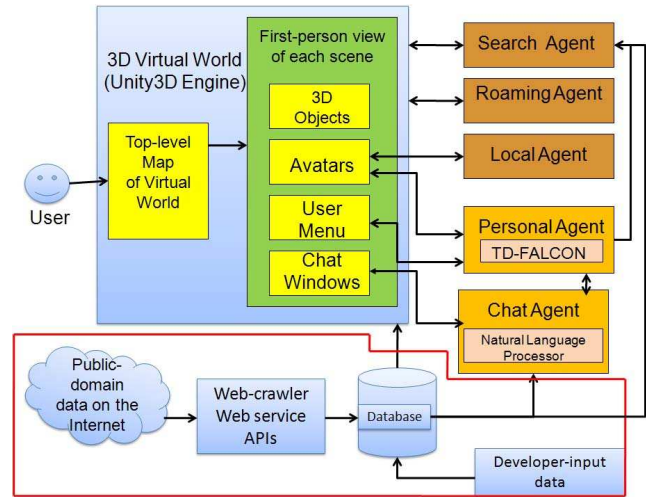 3D Virtual World
(Unity3D Engine)
First-person view
of each scene
3D
Objects
Avatars
User
Menu
Chat
Windows
Top-level
Map
of Virtual
World
User
Search Agent
Roaming Agent
Local Agent
Personal Agent
TD-FALCON
Chat Agent
Natural Language
Processor
Public-
domain
data on the
Internet
Web-crawler
Web service
APIs
Database
Developer-input
data